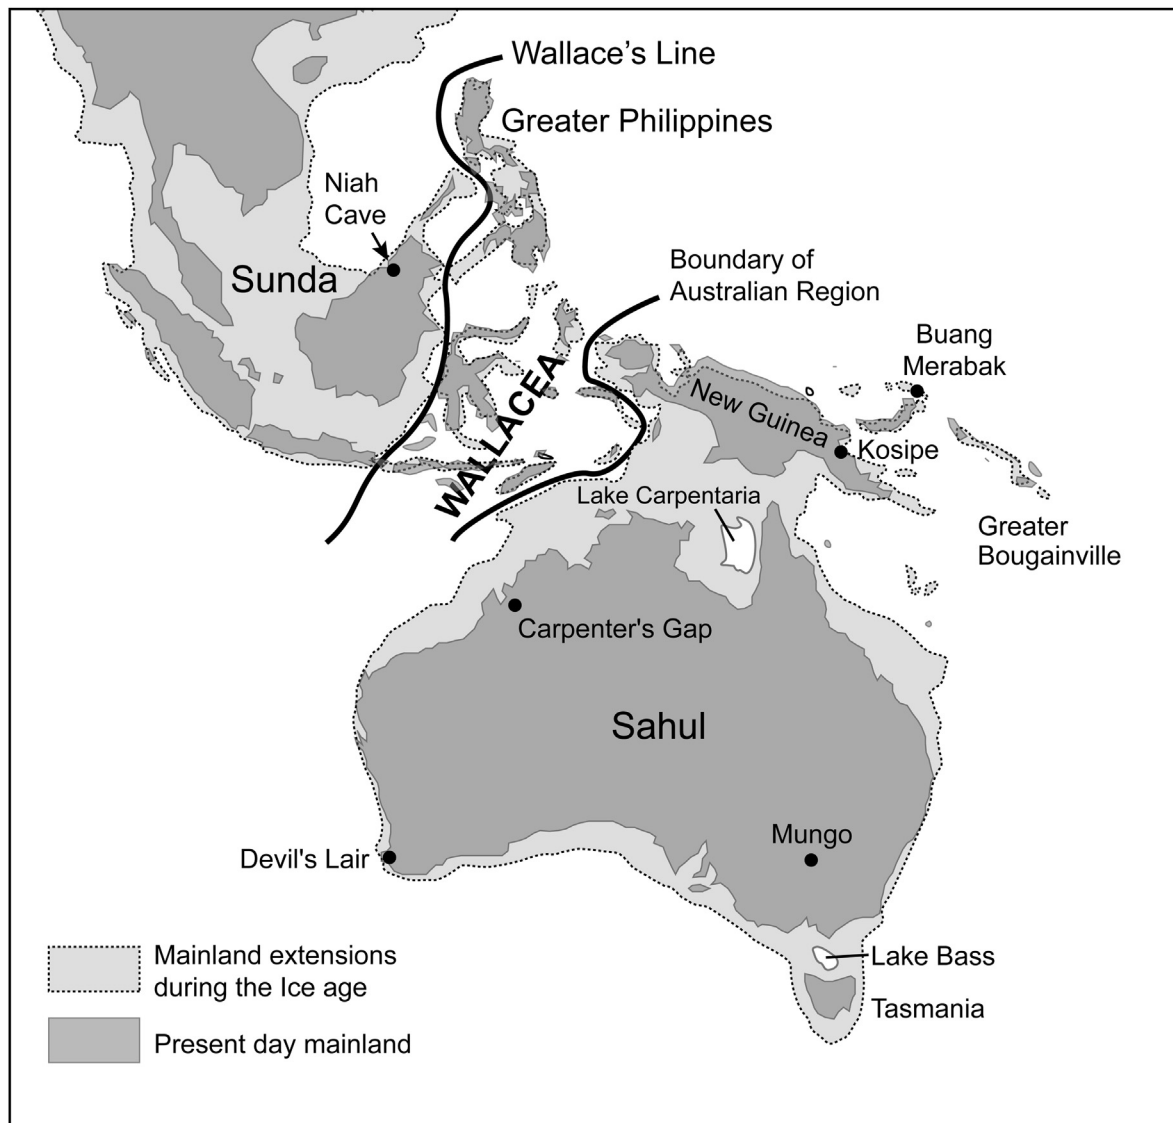 Wallace’s Line
Greater Philippines
Niah
Cave
Sunda
Boundary of
Australian Region
Buang
Merabak
WALLACEA
New Guinea
Kosipe
Lake Carpentaria
Greater
Bougainville
Carpenter's Gap
Sahul
Mungo
Devil's Lair
Mainland extensions
during the Ice age
Lake Bass
Tasmania
Present day mainland